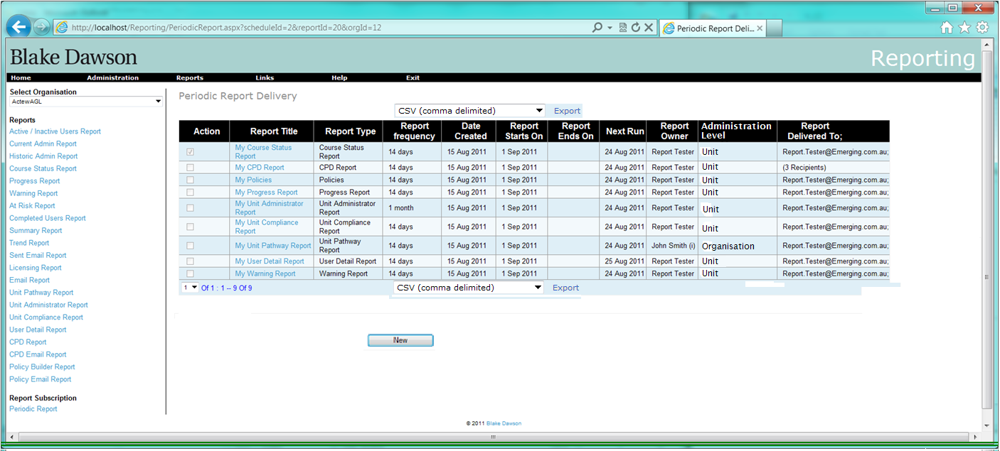 http://localhost/Reporting/PeriodicReport.aspx?scheduleId=2&reportId=20&orgId=12
Periodic Report Deli...
Blake Dawson
Reporting
Home Administration Reports Links Help Exit
Select Organisation
ActewAGL
Reports
Active / Inactive Users Report
Current Admin Report
Historic Admin Report
Course Status Report
Progress Report
Warning Report
At Risk Report
Completed Users Report
Summary Report
Trend Report
Sent Email Report
Licensing Report
Email Report
Unit Pathway Report
Unit Administrator Report
Unit Compliance Report
User Detail Report
CPD Report
CPD Email Report
Policy Builder Report
Policy Email Report
Report Subscription
Periodic Report
Periodic Report Delivery
CSV (comma delimited) Export
Action Report Title Report Type Report frequency Date Created Report Starts On Report Ends On Next Run Report Owner Administration Level Report Delivered To;
My Course Status Report Course Status Report 14 days 15 Aug 2011 1 Sep 2011 24 Aug 2011 Report Tester Unit Report.Tester@Emerging.com.au;
My CPD Report CPD Report 14 days 15 Aug 2011 1 Sep 2011 24 Aug 2011 Report Tester Unit (3 Recipients)
My Policies Policies 14 days 15 Aug 2011 1 Sep 2011 24 Aug 2011 Report Tester Unit Report.Tester@Emerging.com.au;
My Progress Report Progress Report 14 days 15 Aug 2011 1 Sep 2011 24 Aug 2011 Report Tester Unit Report.Tester@Emerging.com.au;
My Unit Administrator Report Unit Administrator Report 1 month 15 Aug 2011 1 Sep 2011 24 Aug 2011 Report Tester Unit Report.Tester@Emerging.com.au;
My Unit Compliance Report Unit Compliance Report 14 days 15 Aug 2011 1 Sep 2011 24 Aug 2011 Report Tester Unit Report.Tester@Emerging.com.au;
My Unit Pathway Report Unit Pathway Report 14 days 15 Aug 2011 1 Sep 2011 24 Aug 2011 John Smith (i) Organisation Report.Tester@Emerging.com.au;
My User Detail Report User Detail Report 14 days 15 Aug 2011 1 Sep 2011 25 Aug 2011 Report Tester Unit Report.Tester@Emerging.com.au;
My Warning Report Warning Report 14 days 15 Aug 2011 1 Sep 2011 24 Aug 2011 Report Tester Unit Report.Tester@Emerging.com.au;
1 Of 1 : 1 -- 9 Of 9 CSV (comma delimited) Export
New
© 2011 Blake Dawson